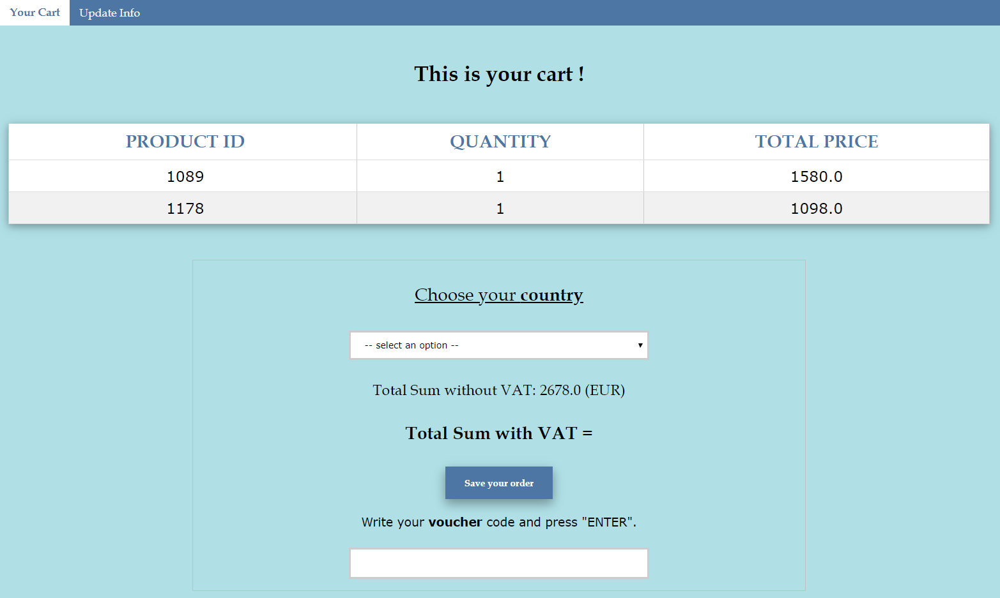 Your Cart Update Info
This is your cart !
PRODUCT ID QUANTITY TOTAL PRICE
1089 1 1580.0
1178 1 1098.0
Choose your country
-- select an option --
Total Sum without VAT: 2678.0 (EUR)
Total Sum with VAT =
Save your order
Write your voucher code and press "ENTER".